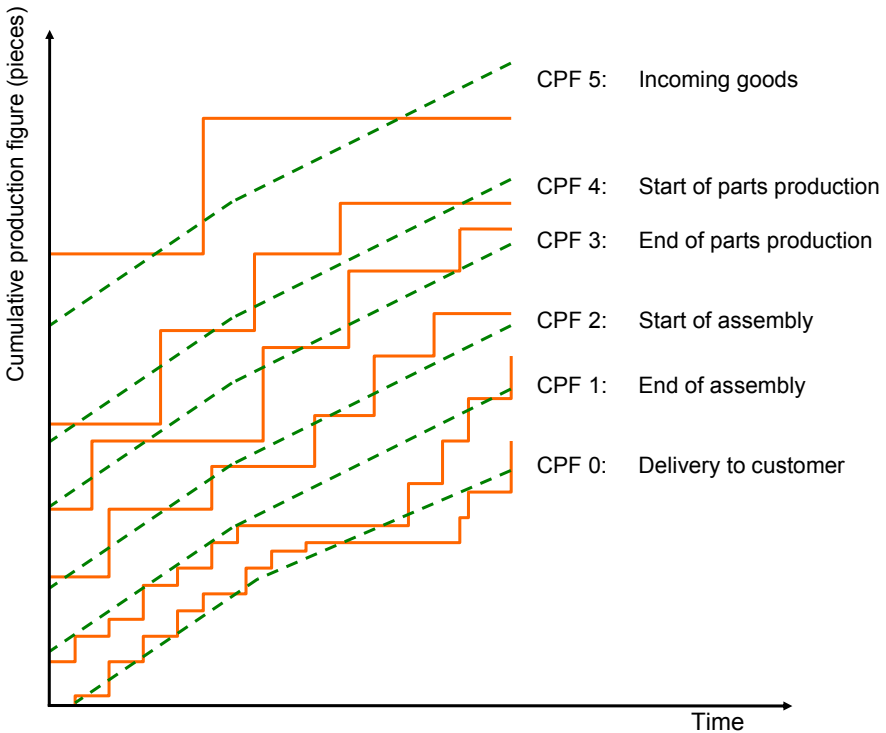 Cumulative production figure (pieces)
CPF 5: Incoming goods
CPF 4: Start of parts production
CPF 3: End of parts production
CPF 2: Start of assembly
CPF 1: End of assembly
CPF 0: Delivery to customer
Time